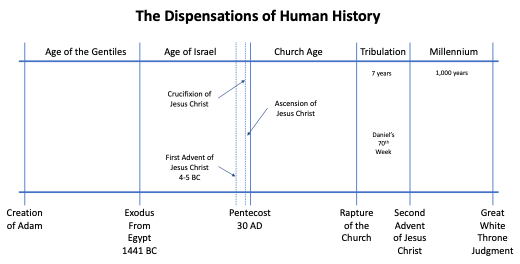 The Dispensations of Human History
Age of the Gentiles
Age of Israel
Church Age
Tribulation
Millennium
7 years
1,000 years
Crucifixion of
Jesus Christ
Ascension of
Jesus Christ
Daniel's
70th
Week
First Advent of
Jesus Christ
4-5 BC
Creation
of Adam
Exodus
From
Egypt
1441 BC
Pentecost
30 AD
Rapture
of the
Church
Second
Advent
of Jesus
Christ
Great
White
Throne
Judgment